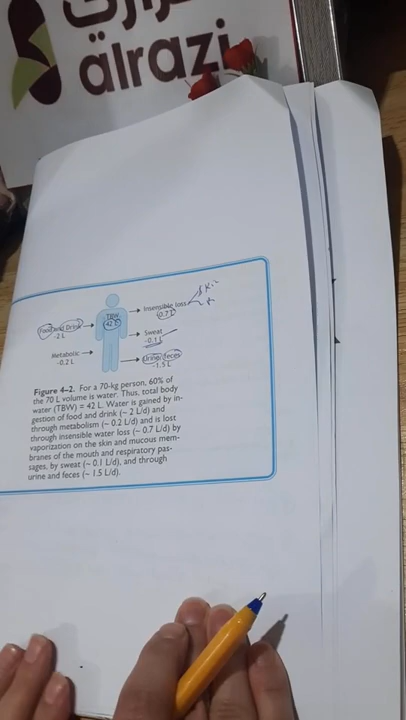 الرازي
alrazi
TBW
42 L
Food and Drink
~2 L
Metabolic
~0.2 L
Insensible loss
~0.7 L
Sweat
~0.1 L
Urine, feces
~1.5 L
Figure 4–2. For a 70-kg person, 60% of
the 70 L volume is water. Thus, total body
water (TBW) = 42 L. Water is gained by in-
gestion of food and drink (~ 2 L/d) and
through metabolism (~ 0.2 L/d) and is lost
through insensible water loss (~ 0.7 L/d) by
vaporization on the skin and mucous mem-
branes of the mouth and respiratory pas-
sages, by sweat (~ 0.1 L/d), and through
urine and feces (~ 1.5 L/d).